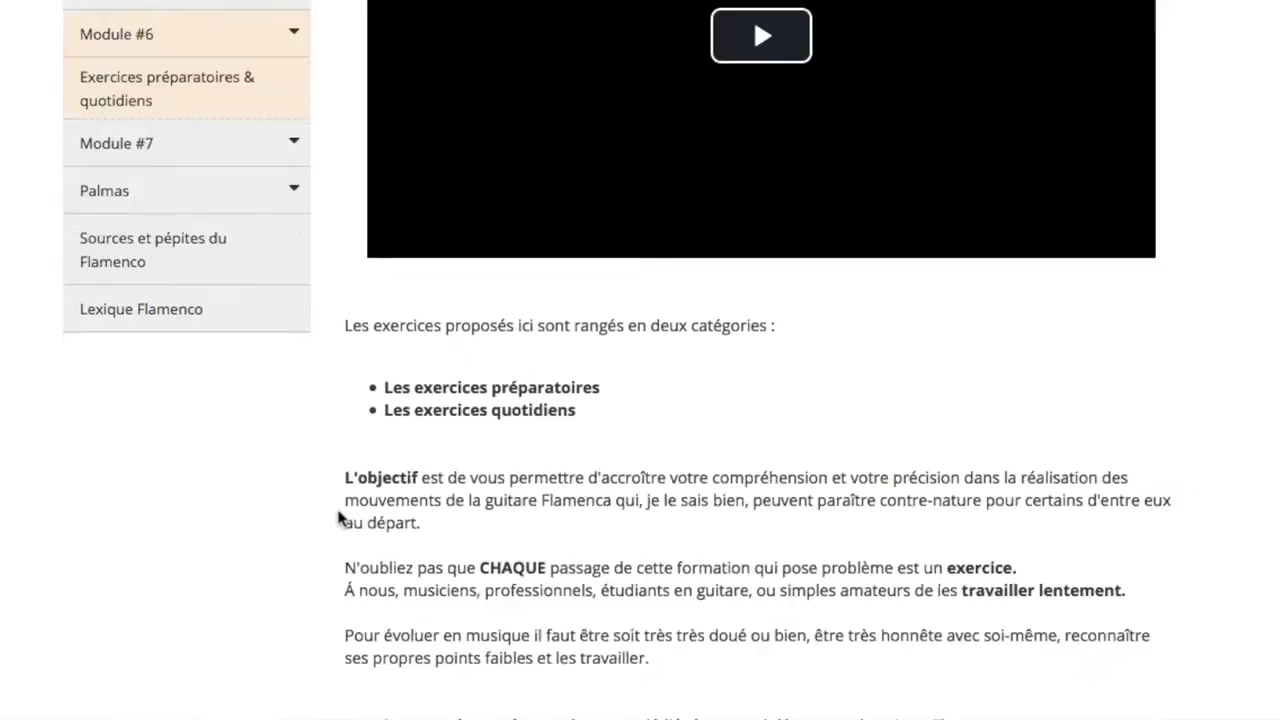 Module #6
Exercices préparatoires &
quotidiens
Module #7
Palmas
Sources et pépites du
Flamenco
Lexique Flamenco
Les exercices proposés ici sont rangés en deux catégories :
• Les exercices préparatoires
• Les exercices quotidiens
L'objectif est de vous permettre d'accroître votre compréhension et votre précision dans la réalisation des
mouvements de la guitare Flamenca qui, je le sais bien, peuvent paraître contre-nature pour certains d'entre eux
au départ.
N'oubliez pas que CHAQUE passage de cette formation qui pose problème est un exercice.
Á nous, musiciens, professionnels, étudiants en guitare, ou simples amateurs de les travailler lentement.
Pour évoluer en musique il faut être soit très très doué ou bien, être très honnête avec soi-même, reconnaître
ses propres points faibles et les travailler.